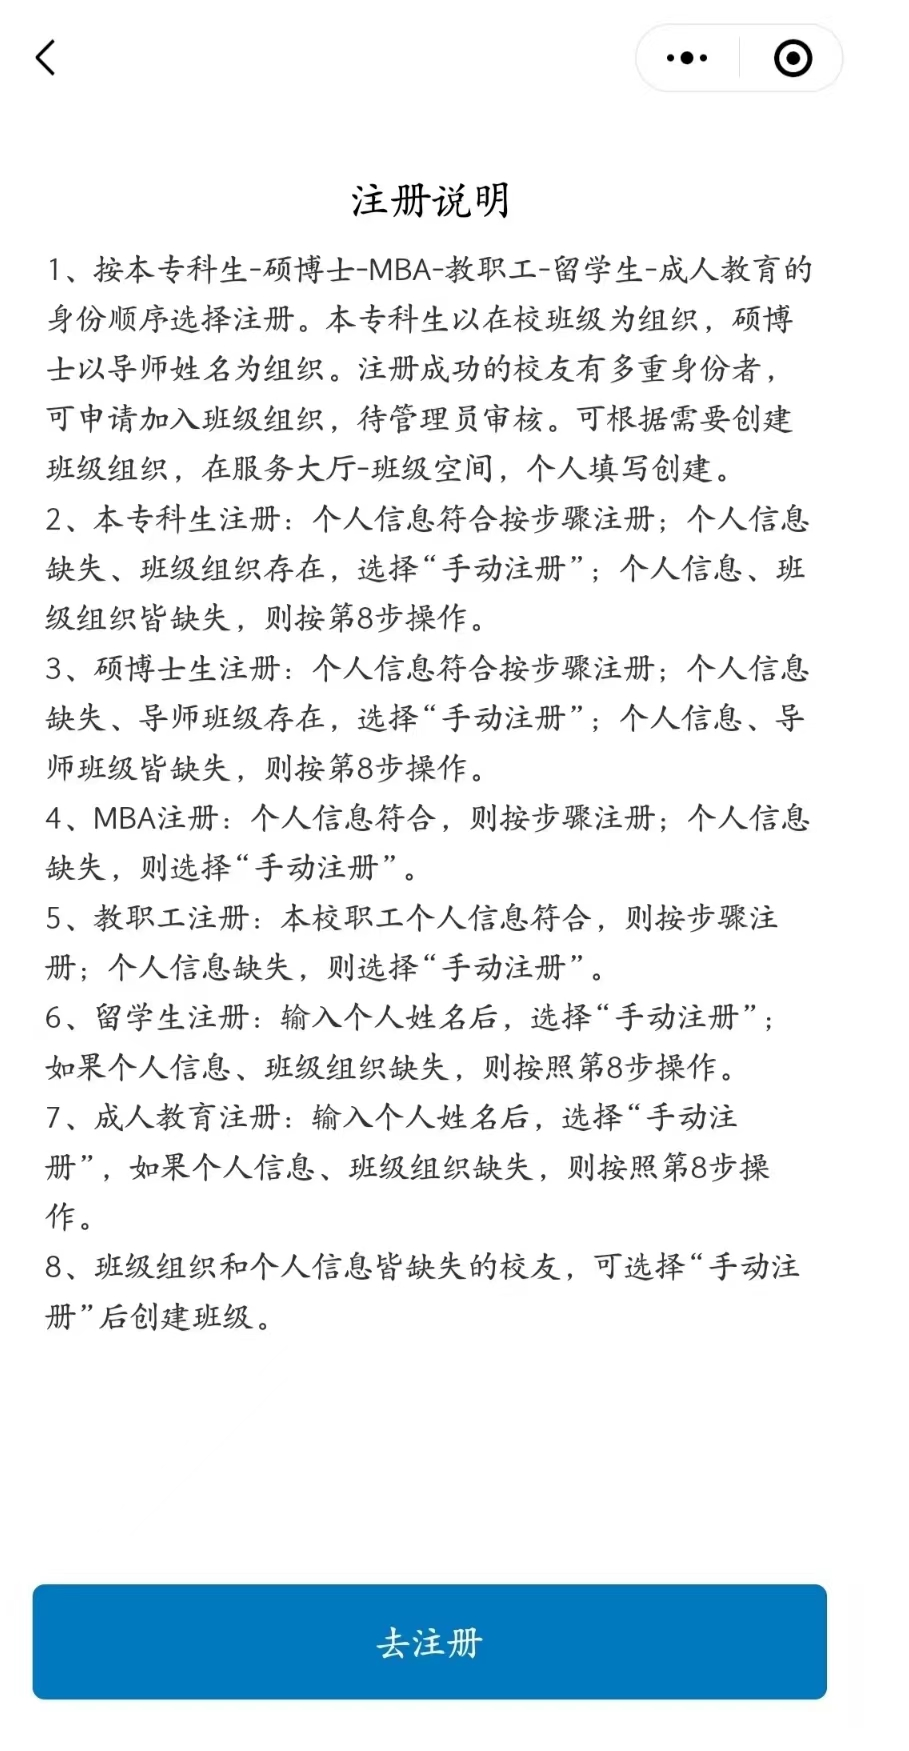 注册说明
1、按本专科生-硕博士-MBA-教职工-留学生-成人教育的
身份顺序选择注册。本专科生以在校班级为组织，硕博
士以导师姓名为组织。注册成功的校友有多重身份者，
可申请加入班级组织，待管理员审核。可根据需要创建
班级组织，在服务大厅-班级空间，个人填写创建。
2、本专科生注册：个人信息符合按步骤注册；个人信息
缺失、班级组织存在，选择“手动注册”；个人信息、班
级组织皆缺失，则按第8步操作。
3、硕博士生注册：个人信息符合按步骤注册；个人信息
缺失、导师班级存在，选择“手动注册”；个人信息、导
师班级皆缺失，则按第8步操作。
4、MBA注册：个人信息符合，则按步骤注册；个人信息
缺失，则选择“手动注册”。
5、教职工注册：本校职工个人信息符合，则按步骤注
册；个人信息缺失，则选择“手动注册”。
6、留学生注册：输入个人姓名后，选择“手动注册”；
如果个人信息、班级组织缺失，则按照第8步操作。
7、成人教育注册：输入个人姓名后，选择“手动注
册”，如果个人信息、班级组织缺失，则按照第8步操
作。
8、班级组织和个人信息皆缺失的校友，可选择“手动注
册”后创建班级。
去注册